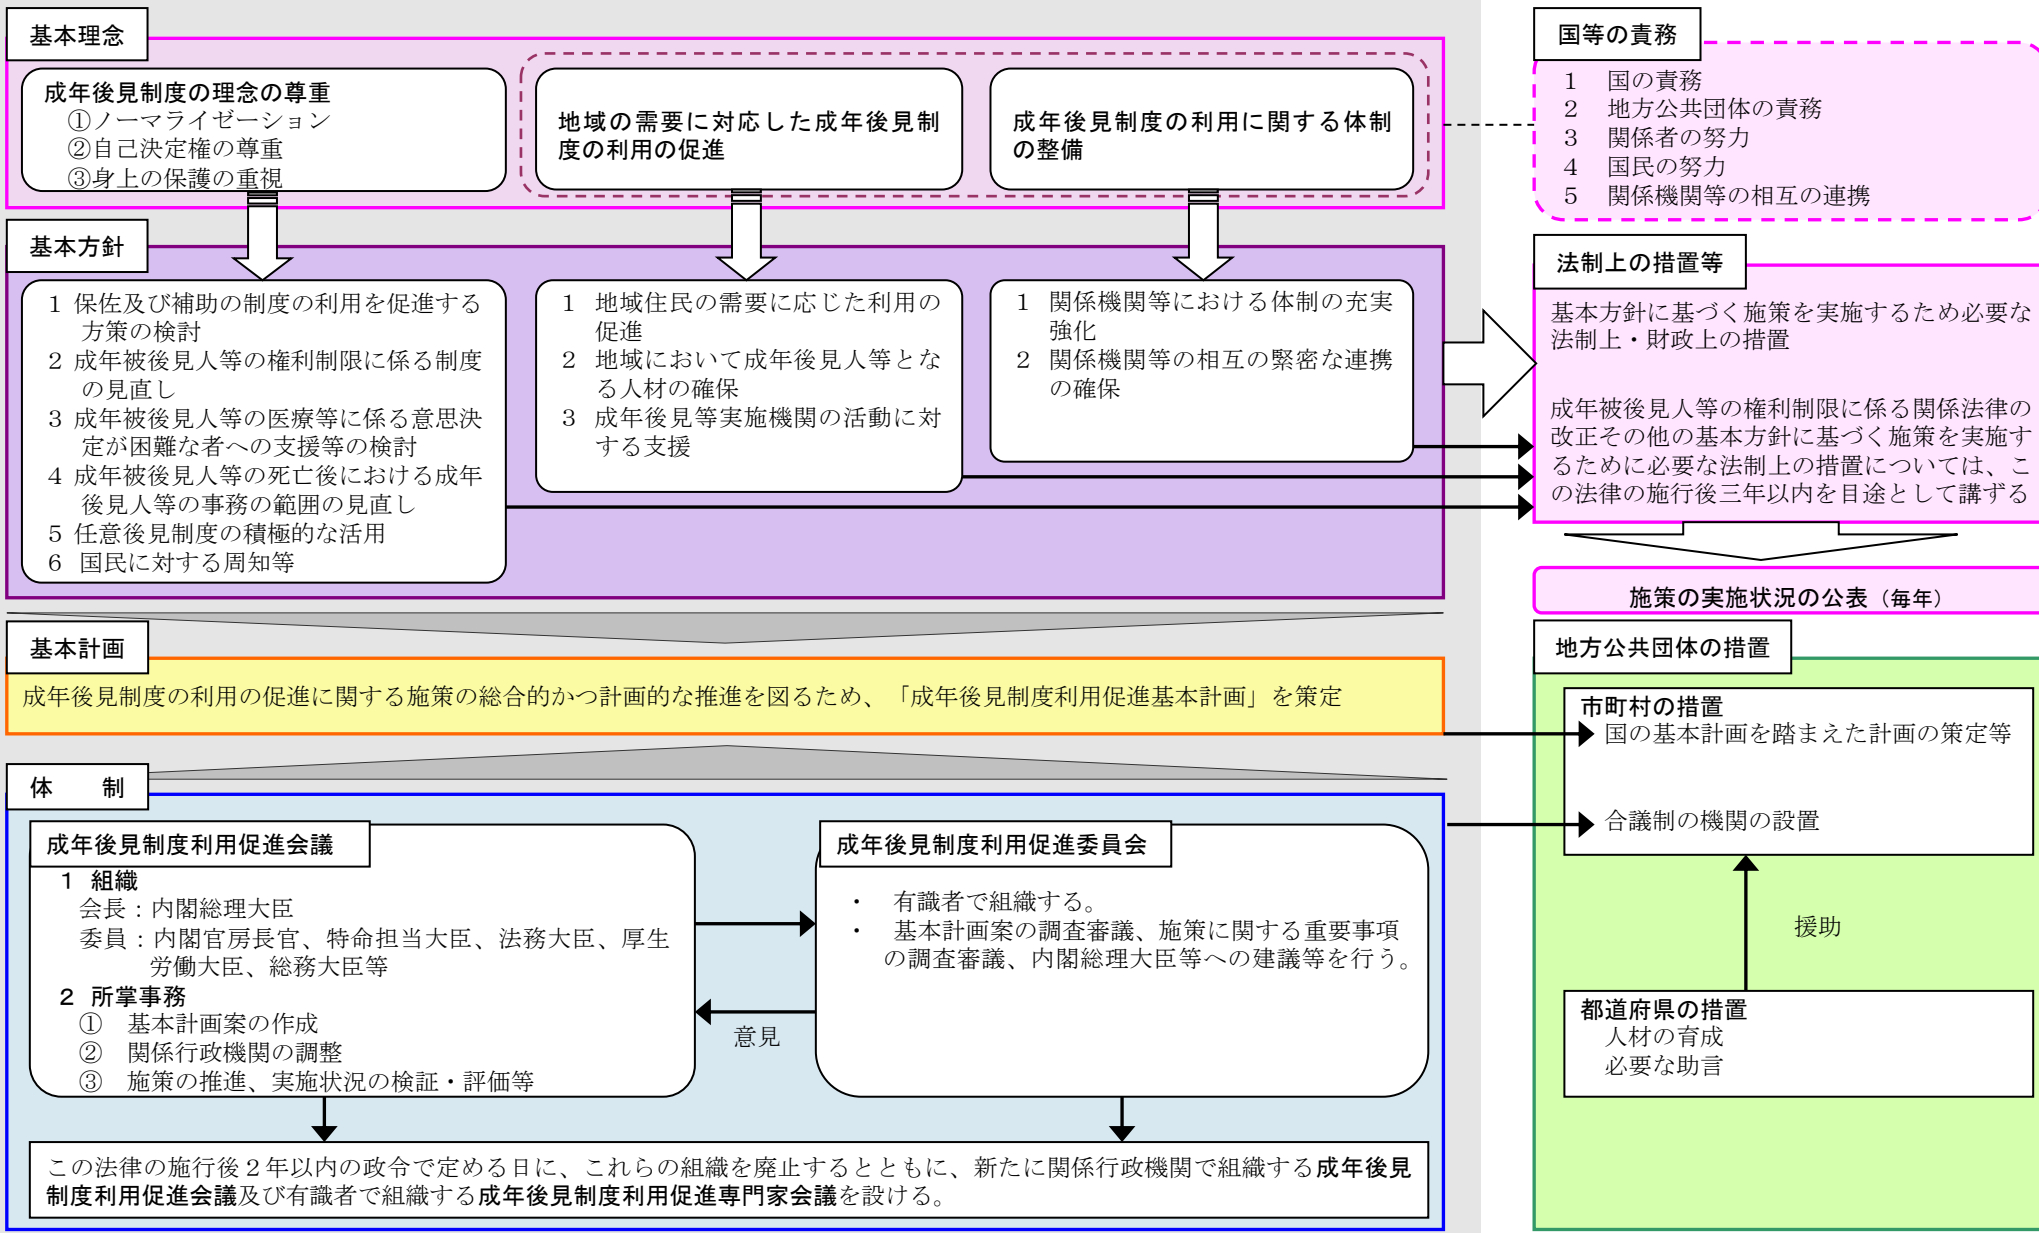 基本理念
成年後見制度の理念の尊重
①ノーマライゼーション
②自己決定権の尊重
③身上の保護の重視
地域の需要に対応した成年後見制
度の利用の促進
成年後見制度の利用に関する体制
の整備
国等の責務
1 国の責務
2 地方公共団体の責務
3 関係者の努力
4 国民の努力
5 関係機関等の相互の連携
基本方針
1 保佐及び補助の制度の利用を促進する
方策の検討
2 成年被後見人等の権利制限に係る制度
の見直し
3 成年被後見人等の医療等に係る意思決
定が困難な者への支援等の検討
4 成年被後見人等の死亡後における成年
後見人等の事務の範囲の見直し
5 任意後見制度の積極的な活用
6 国民に対する周知等
1 地域住民の需要に応じた利用の
促進
2 地域において成年後見人等とな
る人材の確保
3 成年後見等実施機関の活動に対
する支援
1 関係機関等における体制の充実
強化
2 関係機関等の相互の緊密な連携
の確保
法制上の措置等
基本方針に基づく施策を実施するため必要な
法制上・財政上の措置
成年被後見人等の権利制限に係る関係法律の
改正その他の基本方針に基づく施策を実施す
るために必要な法制上の措置については、こ
の法律の施行後三年以内を目途として講ずる
施策の実施状況の公表（毎年）
基本計画
成年後見制度の利用の促進に関する施策の総合的かつ計画的な推進を図るため、「成年後見制度利用促進基本計画」を策定
地方公共団体の措置
市町村の措置
国の基本計画を踏まえた計画の策定等
合議制の機関の設置
援助
都道府県の措置
人材の育成
必要な助言
体 制
成年後見制度利用促進会議
1 組織
会長：内閣総理大臣
委員：内閣官房長官、特命担当大臣、法務大臣、厚生
労働大臣、総務大臣等
2 所掌事務
① 基本計画案の作成
② 関係行政機関の調整
③ 施策の推進、実施状況の検証・評価等
意見
成年後見制度利用促進委員会
・ 有識者で組織する。
・ 基本計画案の調査審議、施策に関する重要事項
の調査審議、内閣総理大臣等への建議等を行う。
この法律の施行後2年以内の政令で定める日に、これらの組織を廃止するとともに、新たに関係行政機関で組織する成年後見
制度利用促進会議及び有識者で組織する成年後見制度利用促進専門家会議を設ける。